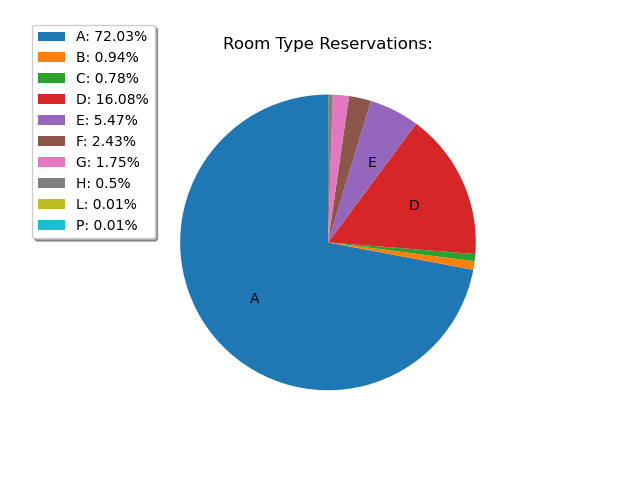 Room Type Reservations:
A: 72.03%
B: 0.94%
C: 0.78%
D: 16.08%
E: 5.47%
F: 2.43%
G: 1.75%
H: 0.5%
L: 0.01%
P: 0.01%
E
D
A